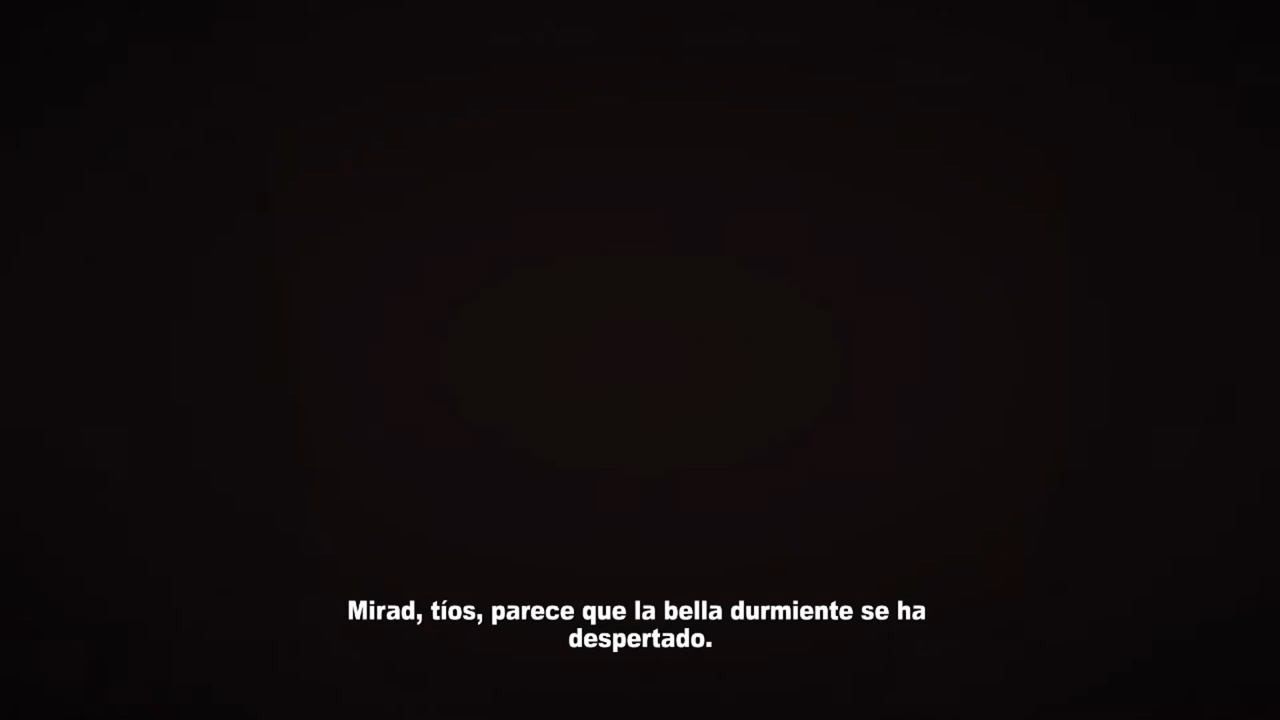 Mirad, tíos, parece que la bella durmiente se ha
despertado.